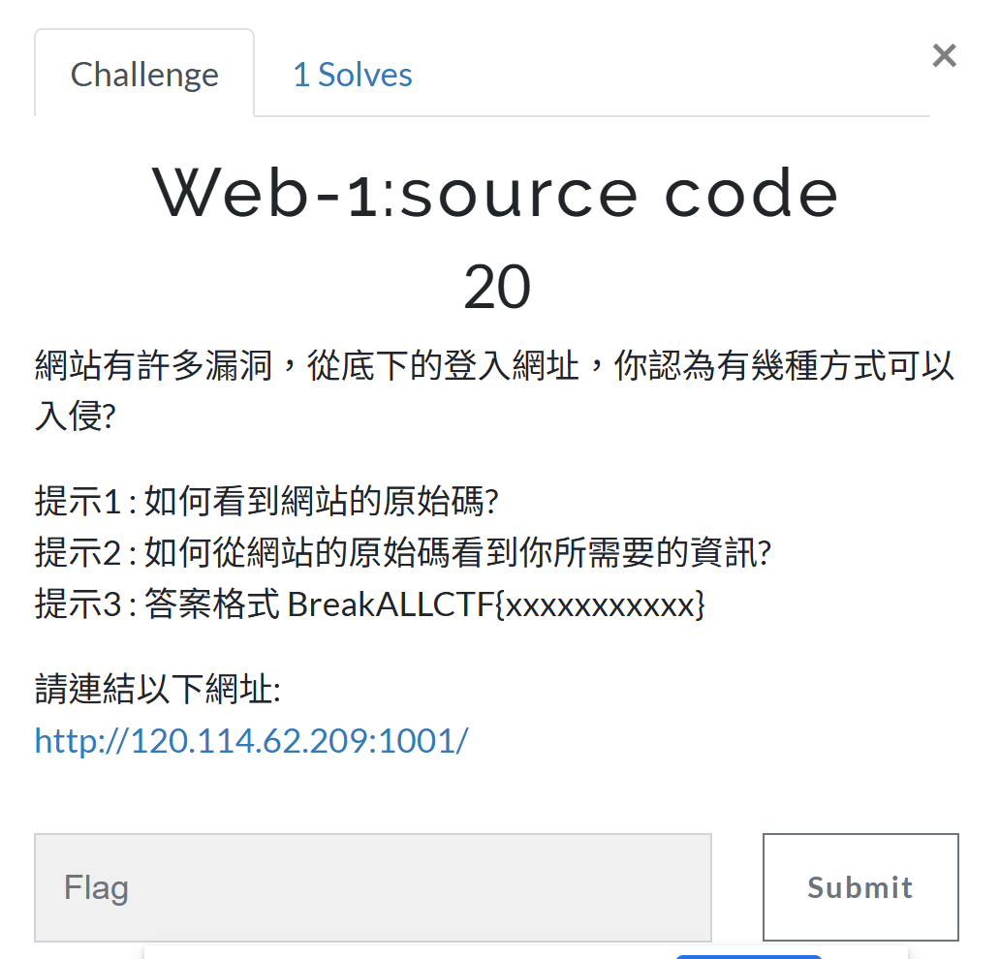 Challenge
1 Solves
×
Web-1:source code
20
網站有許多漏洞，從底下的登入網址，你認為有幾種方式可以
入侵?
提示1 : 如何看到網站的原始碼?
提示2 : 如何從網站的原始碼看到你所需要的資訊?
提示3 : 答案格式 BreakALLCTF{xxxxxxxxxxx}
請連結以下網址:
http://120.114.62.209:1001/
Flag
Submit